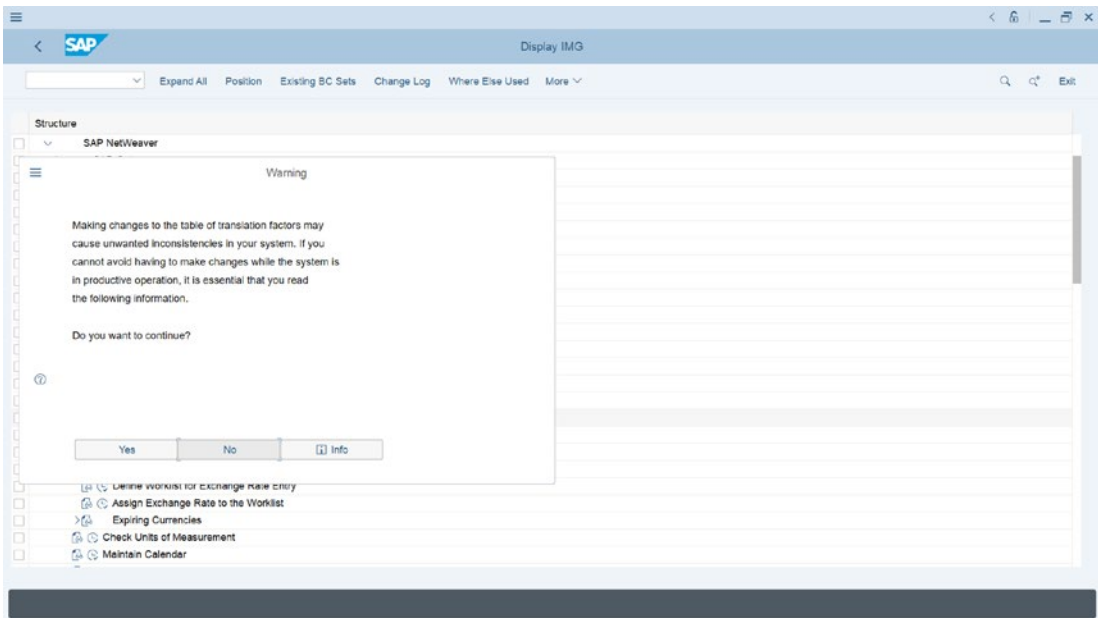 SAP
Display IMG
Expand All Position Existing BC Sets Change Log Where Else Used More Exit
Structure
SAP NetWeaver
Warning
Making changes to the table of translation factors may
cause unwanted inconsistencies in your system. If you
cannot avoid having to make changes while the system is
in productive operation, it is essential that you read
the following information.
Do you want to continue?
Yes No Info
Define Worklist for Exchange Rate Entry
Assign Exchange Rate to the Worklist
Expiring Currencies
Check Units of Measurement
Maintain Calendar